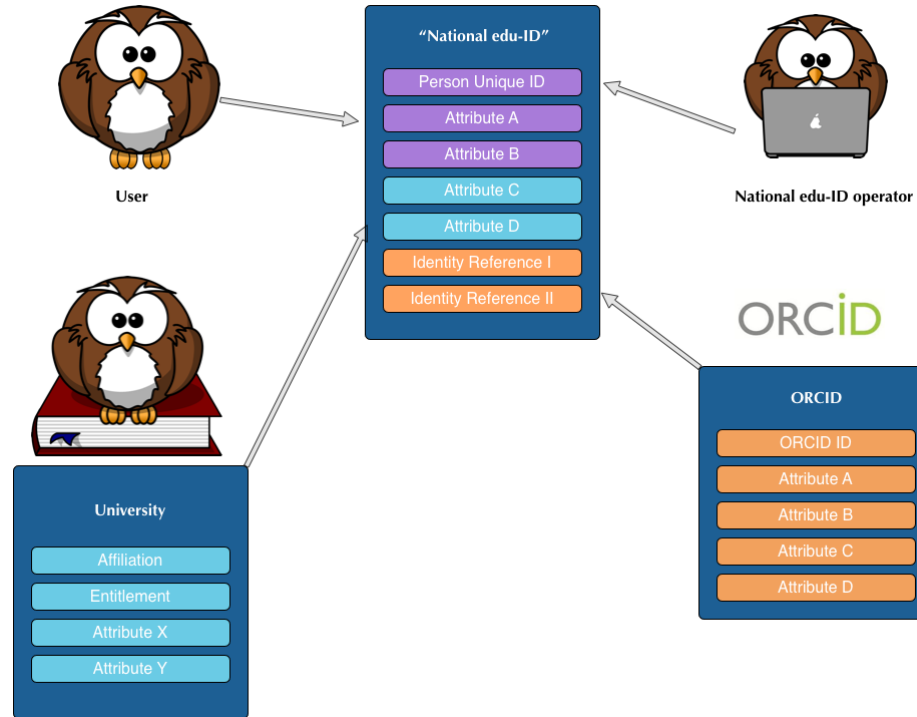 “National edu-ID”
Person Unique ID
Attribute A
Attribute B
Attribute C
Attribute D
Identity Reference I
Identity Reference II
User
National edu-ID operator
ORCID
ORCID
ORCID ID
Attribute A
Attribute B
Attribute C
Attribute D
University
Affiliation
Entitlement
Attribute X
Attribute Y